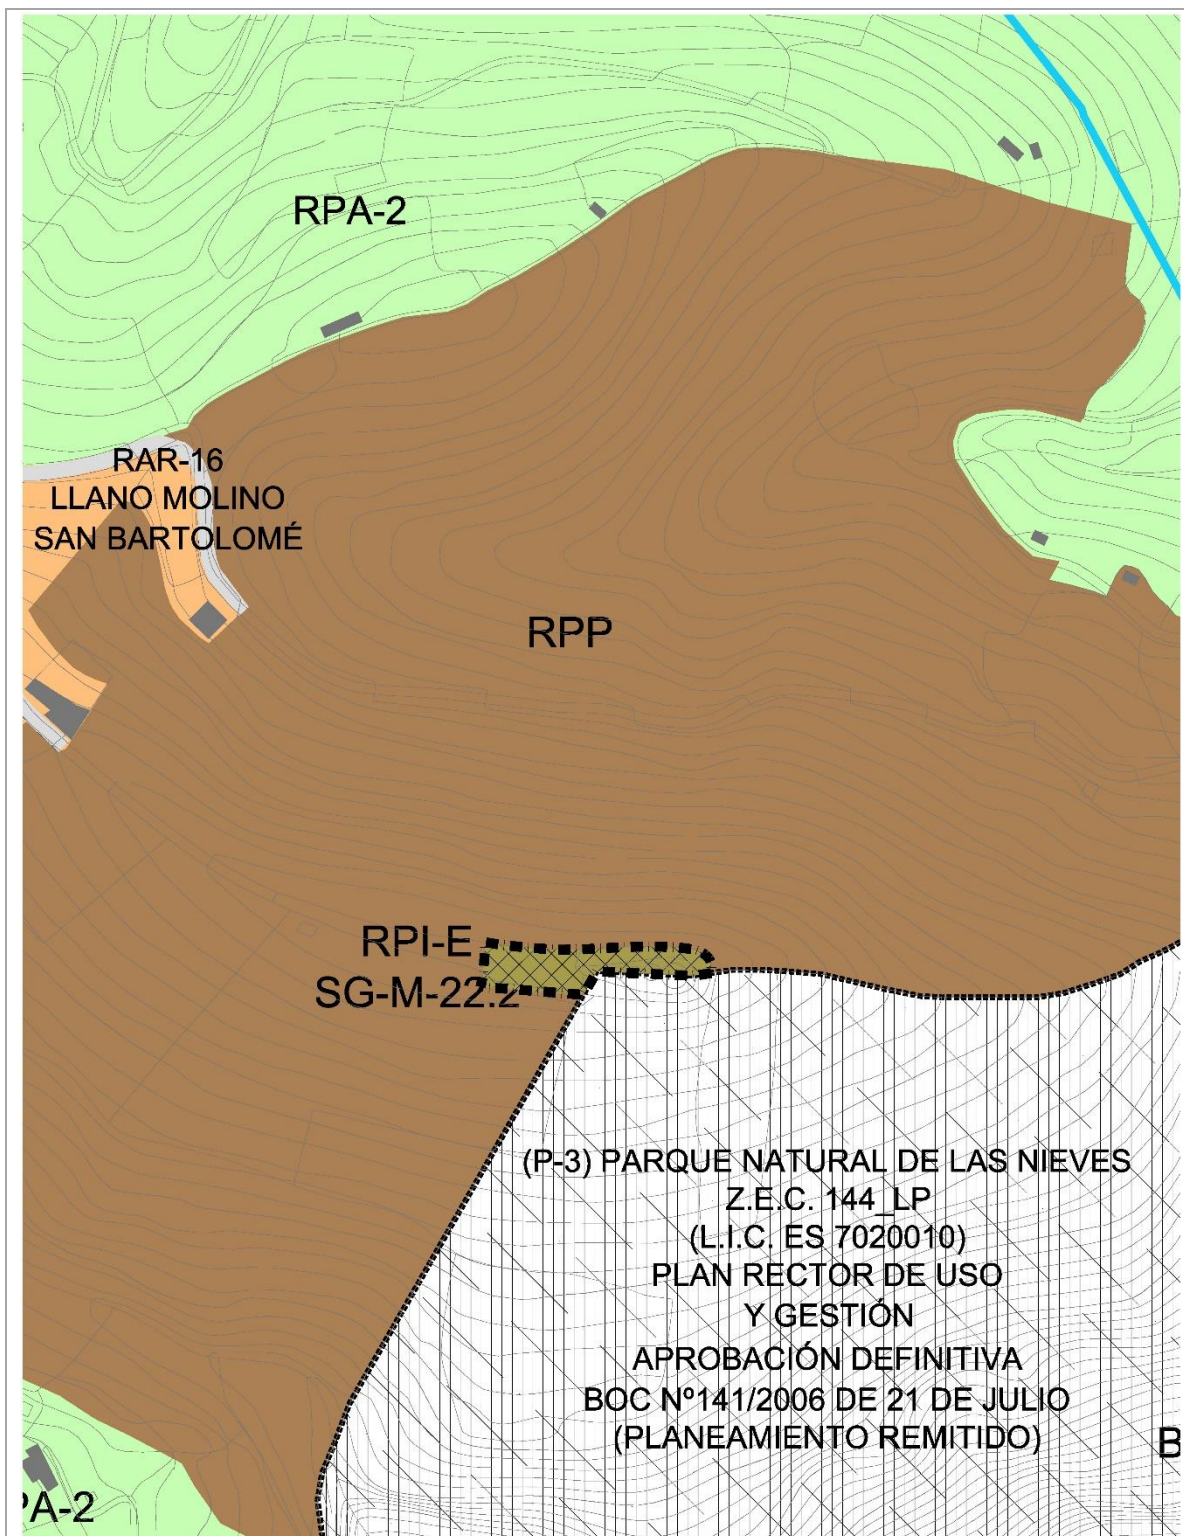 RPA-2
RAR-16
LLANO MOLINO
SAN BARTOLOMÉ
RPP
RPI-E
SG-M-22.2
(P-3) PARQUE NATURAL DE LAS NIEVES
Z.E.C. 144_LP
(L.I.C. ES 7020010)
PLAN RECTOR DE USO
Y GESTIÓN
APROBACIÓN DEFINITIVA
BOC Nº141/2006 DE 21 DE JULIO
(PLANEAMIENTO REMITIDO)
B
PA-2